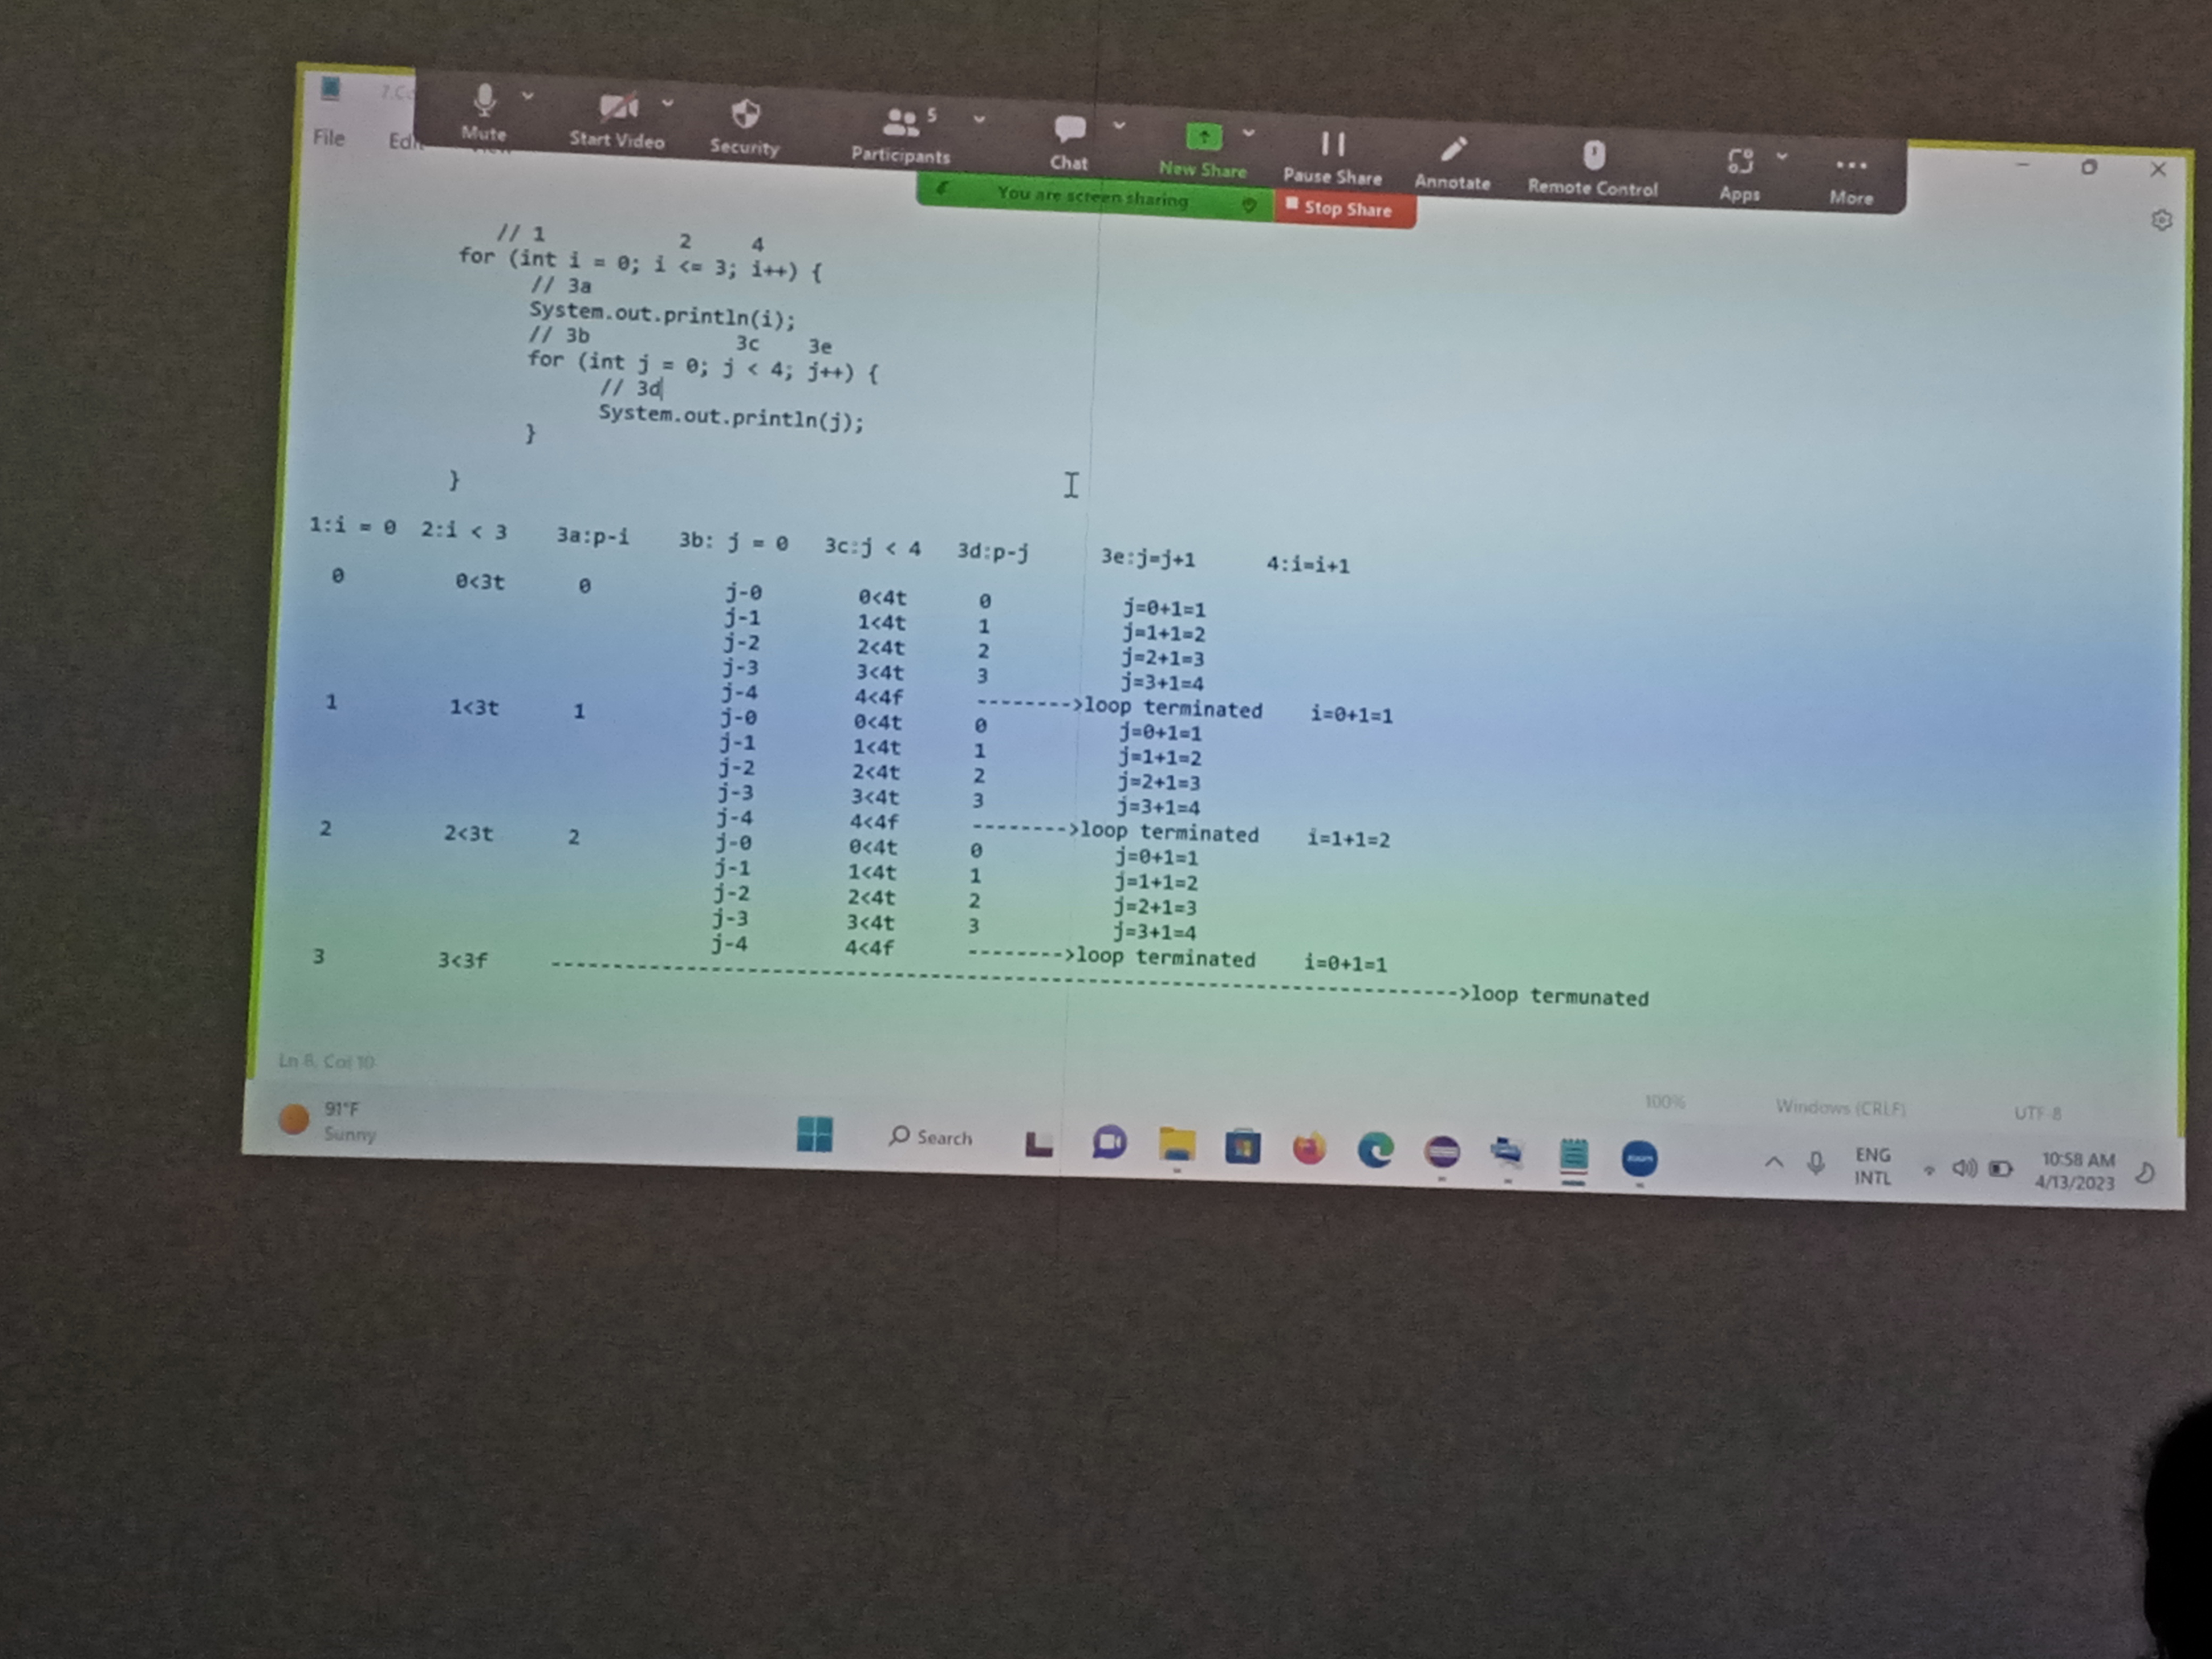 7.Co
File Edit View
Mute Start Video Security Participants 5 Chat New Share Pause Share Annotate Remote Control Apps More
You are screen sharing Stop Share
// 1 2 4
for (int i = 0; i <= 3; i++) {
// 3a
System.out.println(i);
// 3b 3c 3e
for (int j = 0; j < 4; j++) {
// 3d
System.out.println(j);
}
}
1:i = 0 2:i < 3 3a:p-i 3b: j = 0 3c:j < 4 3d:p-j 3e:j=j+1 4:i=i+1
0 0<3t 0 j-0 0<4t 0 j=0+1=1
j-1 1<4t 1 j=1+1=2
j-2 2<4t 2 j=2+1=3
j-3 3<4t 3 j=3+1=4
j-4 4<4f -------->loop terminated i=0+1=1
1 1<3t 1 j-0 0<4t 0 j=0+1=1
j-1 1<4t 1 j=1+1=2
j-2 2<4t 2 j=2+1=3
j-3 3<4t 3 j=3+1=4
j-4 4<4f -------->loop terminated i=1+1=2
2 2<3t 2 j-0 0<4t 0 j=0+1=1
j-1 1<4t 1 j=1+1=2
j-2 2<4t 2 j=2+1=3
j-3 3<4t 3 j=3+1=4
j-4 4<4f -------->loop terminated i=0+1=1
3 3<3f ------------------------------------------------------------------------------>loop termunated
Ln 8, Col 10 100% Windows (CRLF) UTF-8
91°F
Sunny
Search
zoom
ENG
INTL
10:58 AM
4/13/2023